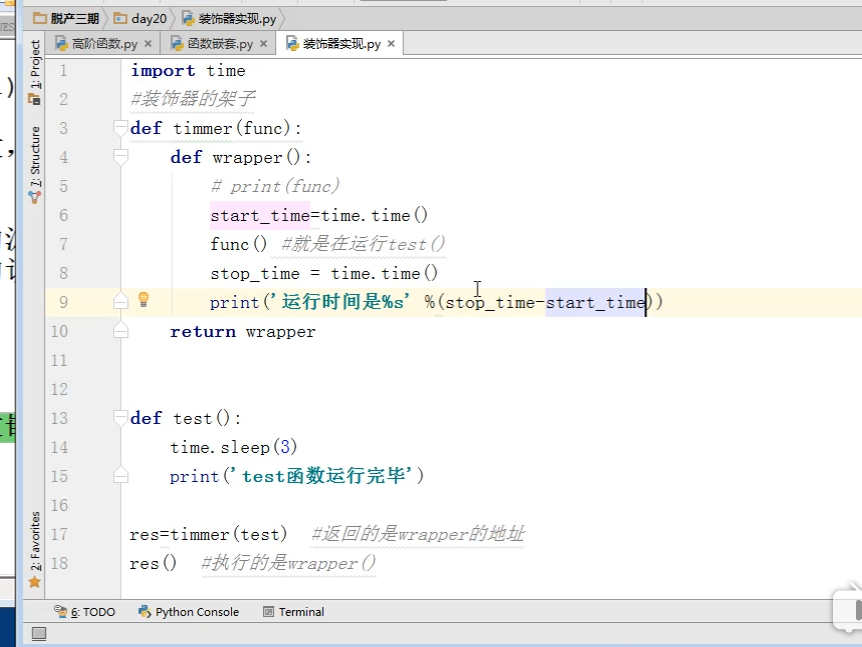 脱产三期 day20 装饰器实现.py
高阶函数.py 函数嵌套.py 装饰器实现.py
1 import time
2 #装饰器的架子
3 def timmer(func):
4 def wrapper():
5 # print(func)
6 start_time=time.time()
7 func() #就是在运行test()
8 stop_time = time.time()
9 print('运行时间是%s' %(stop_time-start_time))
10 return wrapper
11
12
13 def test():
14 time.sleep(3)
15 print('test函数运行完毕')
16
17 res=timmer(test) #返回的是wrapper的地址
18 res() #执行的是wrapper()
1: Project
7: Structure
2: Favorites
6: TODO Python Console Terminal